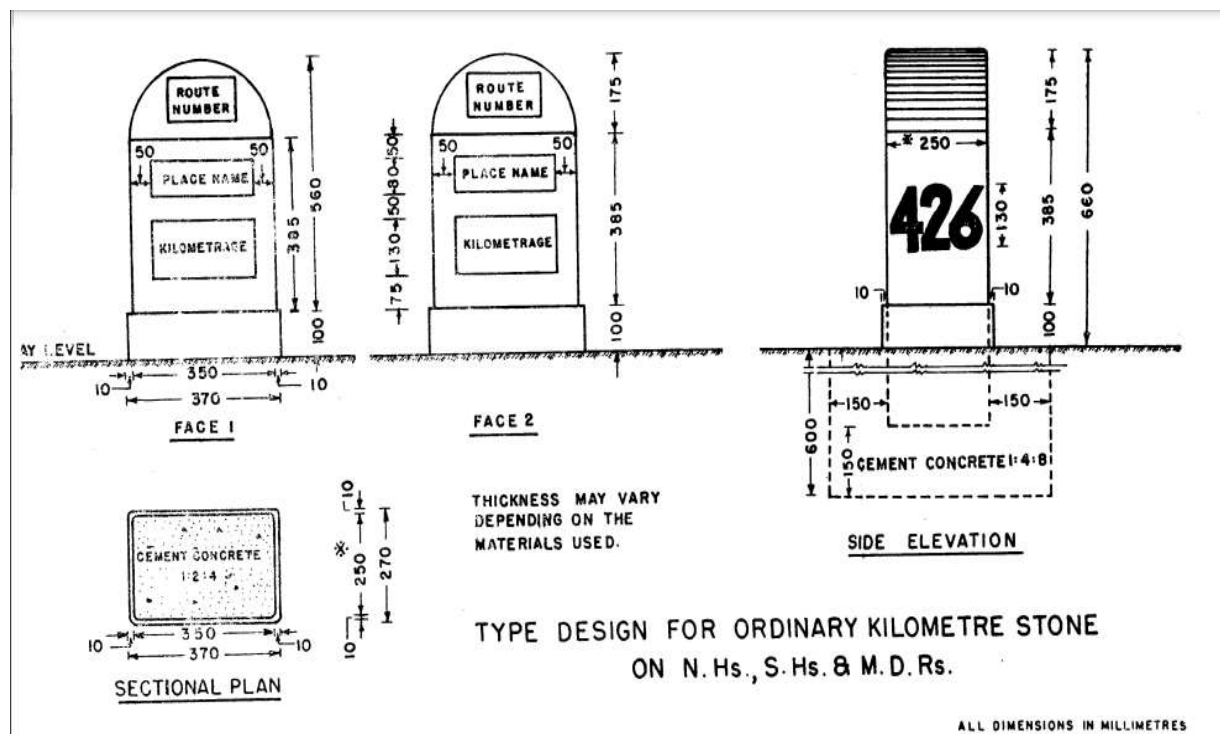 ROUTE
NUMBER
50
50
PLACE NAME
KILOMETRAGE
385
560
100
AY LEVEL
10
350
10
370
FACE 1
ROUTE
NUMBER
50
50
PLACE NAME
KILOMETRAGE
50
80
50
130
75
175
385
100
FACE 2
* 250
426
130
175
385
660
10
10
100
150
150
600
150
CEMENT CONCRETE 1:4:8
SIDE ELEVATION
CEMENT CONCRETE
1:2:4
10
*
250
270
10
10
350
10
370
SECTIONAL PLAN
THICKNESS MAY VARY
DEPENDING ON THE
MATERIALS USED.
TYPE DESIGN FOR ORDINARY KILOMETRE STONE
ON N.Hs., S.Hs. & M.D.Rs.
ALL DIMENSIONS IN MILLIMETRES